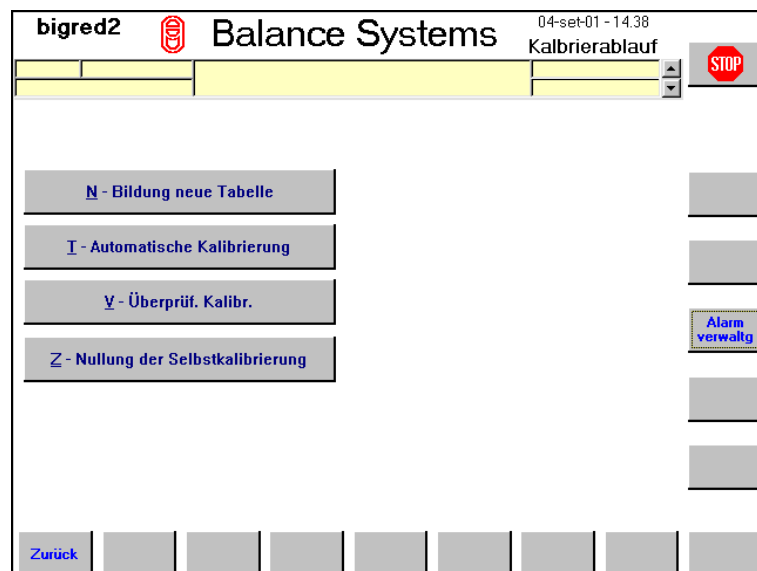 bigred2
Balance Systems
04-set-01 - 14.38
Kalbrierablauf
STOP
N - Bildung neue Tabelle
T - Automatische Kalibrierung
V - Überprüf. Kalibr.
Z - Nullung der Selbstkalibrierung
Alarm
verwaltg
Zurück